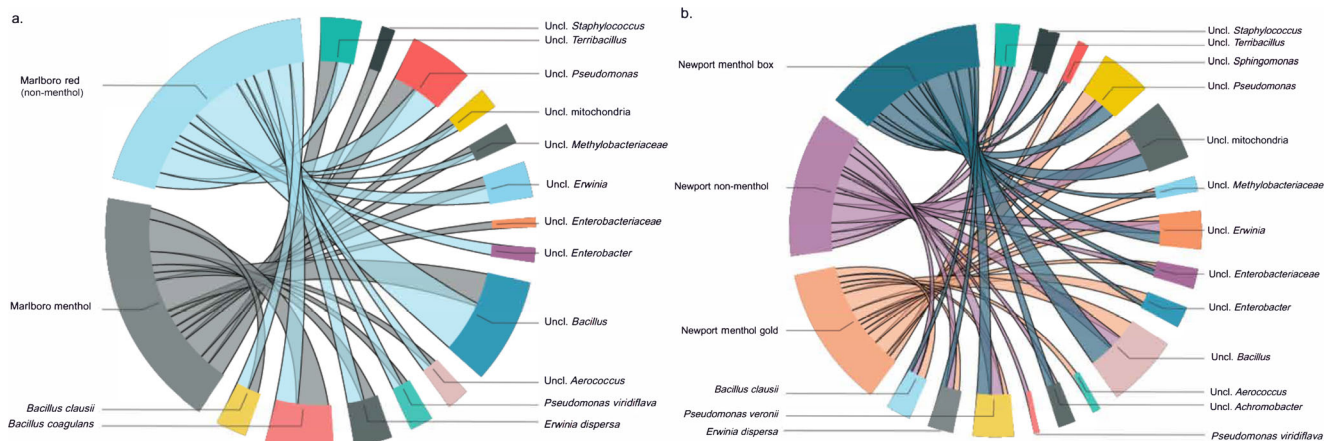 a.
Marlboro red
(non-menthol)
Marlboro menthol
Bacillus clausii
Bacillus coagulans
Uncl. Staphylococcus
Uncl. Terribacillus
Uncl. Pseudomonas
Uncl. mitochondria
Uncl. Methylobacteriaceae
Uncl. Erwinia
Uncl. Enterobacteriaceae
Uncl. Enterobacter
Uncl. Bacillus
Uncl. Aerococcus
Pseudomonas viridiflava
Erwinia dispersa
b.
Newport menthol box
Newport non-menthol
Newport menthol gold
Bacillus clausii
Pseudomonas veronii
Erwinia dispersa
Uncl. Staphylococcus
Uncl. Terribacillus
Uncl. Sphingomonas
Uncl. Pseudomonas
Uncl. mitochondria
Uncl. Methylobacteriaceae
Uncl. Erwinia
Uncl. Enterobacteriaceae
Uncl. Enterobacter
Uncl. Bacillus
Uncl. Aerococcus
Uncl. Achromobacter
Pseudomonas viridiflava